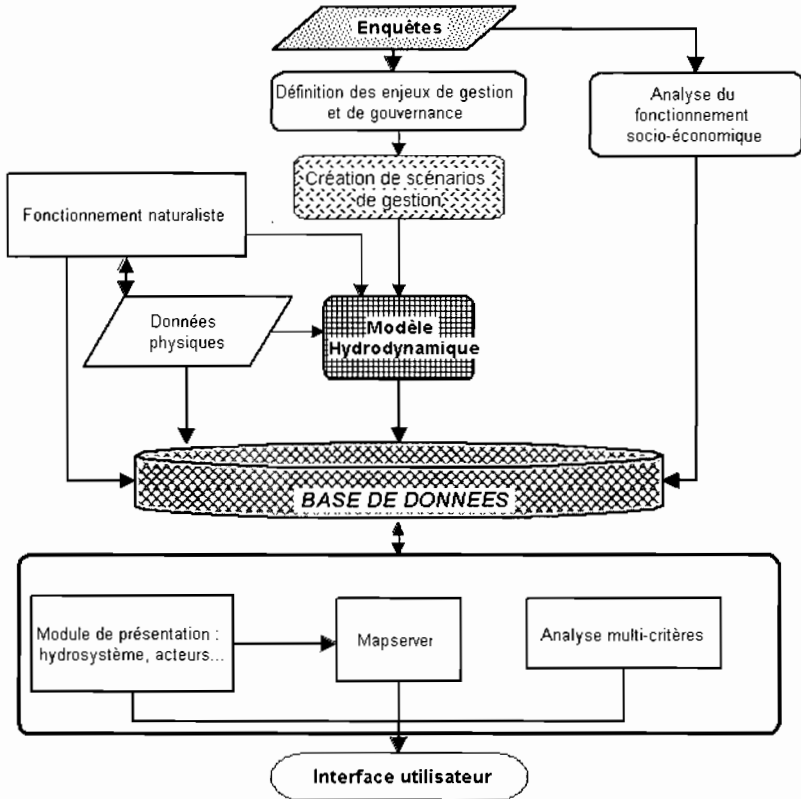 Enquêtes
Définition des enjeux de gestion
et de gouvernance
Analyse du
fonctionnement
socio-économique
Création de scénarios
de gestion
Fonctionnement naturaliste
Données
physiques
Modèle
Hydrodynamique
BASE DE DONNEES
Module de présentation :
hydrosystème, acteurs...
Mapserver
Analyse multi-critères
Interface utilisateur